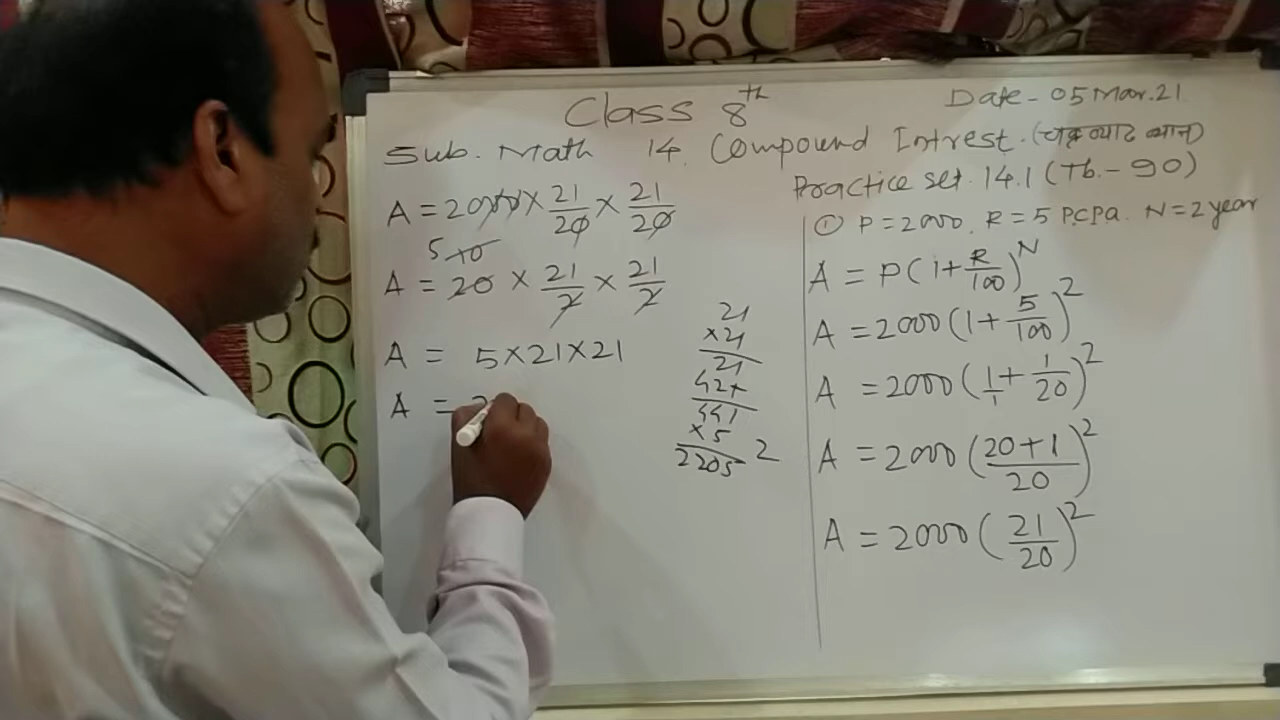 Class 8th
Date - 05 Mar. 21
Sub. Math 14. Compound Intrest. (चक्रव्याढ व्याज)
Practice set. 14.1 (Tb. - 90)
A = 2000 × 21/20 × 21/20
5 10
A = 20 × 21/2 × 21/2
A = 5×21×21
A =
21
×21
21
42×
441
×5
2205 2
① P = 2000. R = 5 P.C.P.a. N = 2 year
A = P(1+R/100)^N
A = 2000(1+5/100)^2
A = 2000(1/1+1/20)^2
A = 2000(20+1/20)^2
A = 2000(21/20)^2